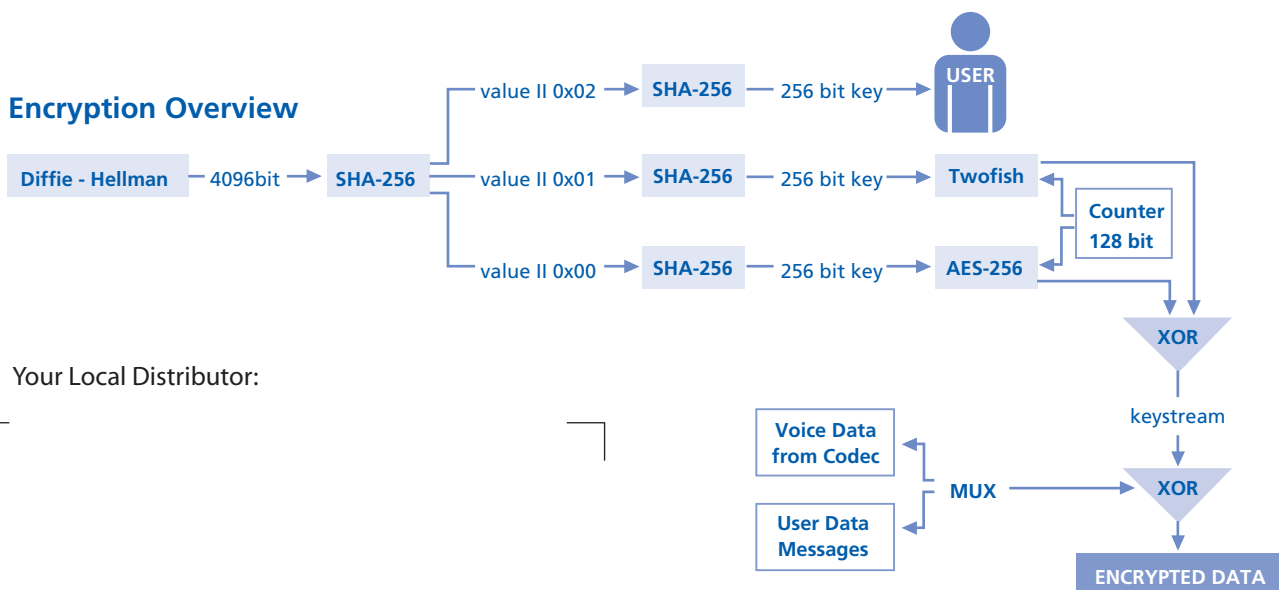 Encryption Overview
value II 0x02
SHA-256
256 bit key
USER
Diffie - Hellman
4096bit
SHA-256
value II 0x01
SHA-256
256 bit key
Twofish
Counter
128 bit
value II 0x00
SHA-256
256 bit key
AES-256
XOR
Your Local Distributor:
keystream
Voice Data
from Codec
MUX
XOR
User Data
Messages
ENCRYPTED DATA